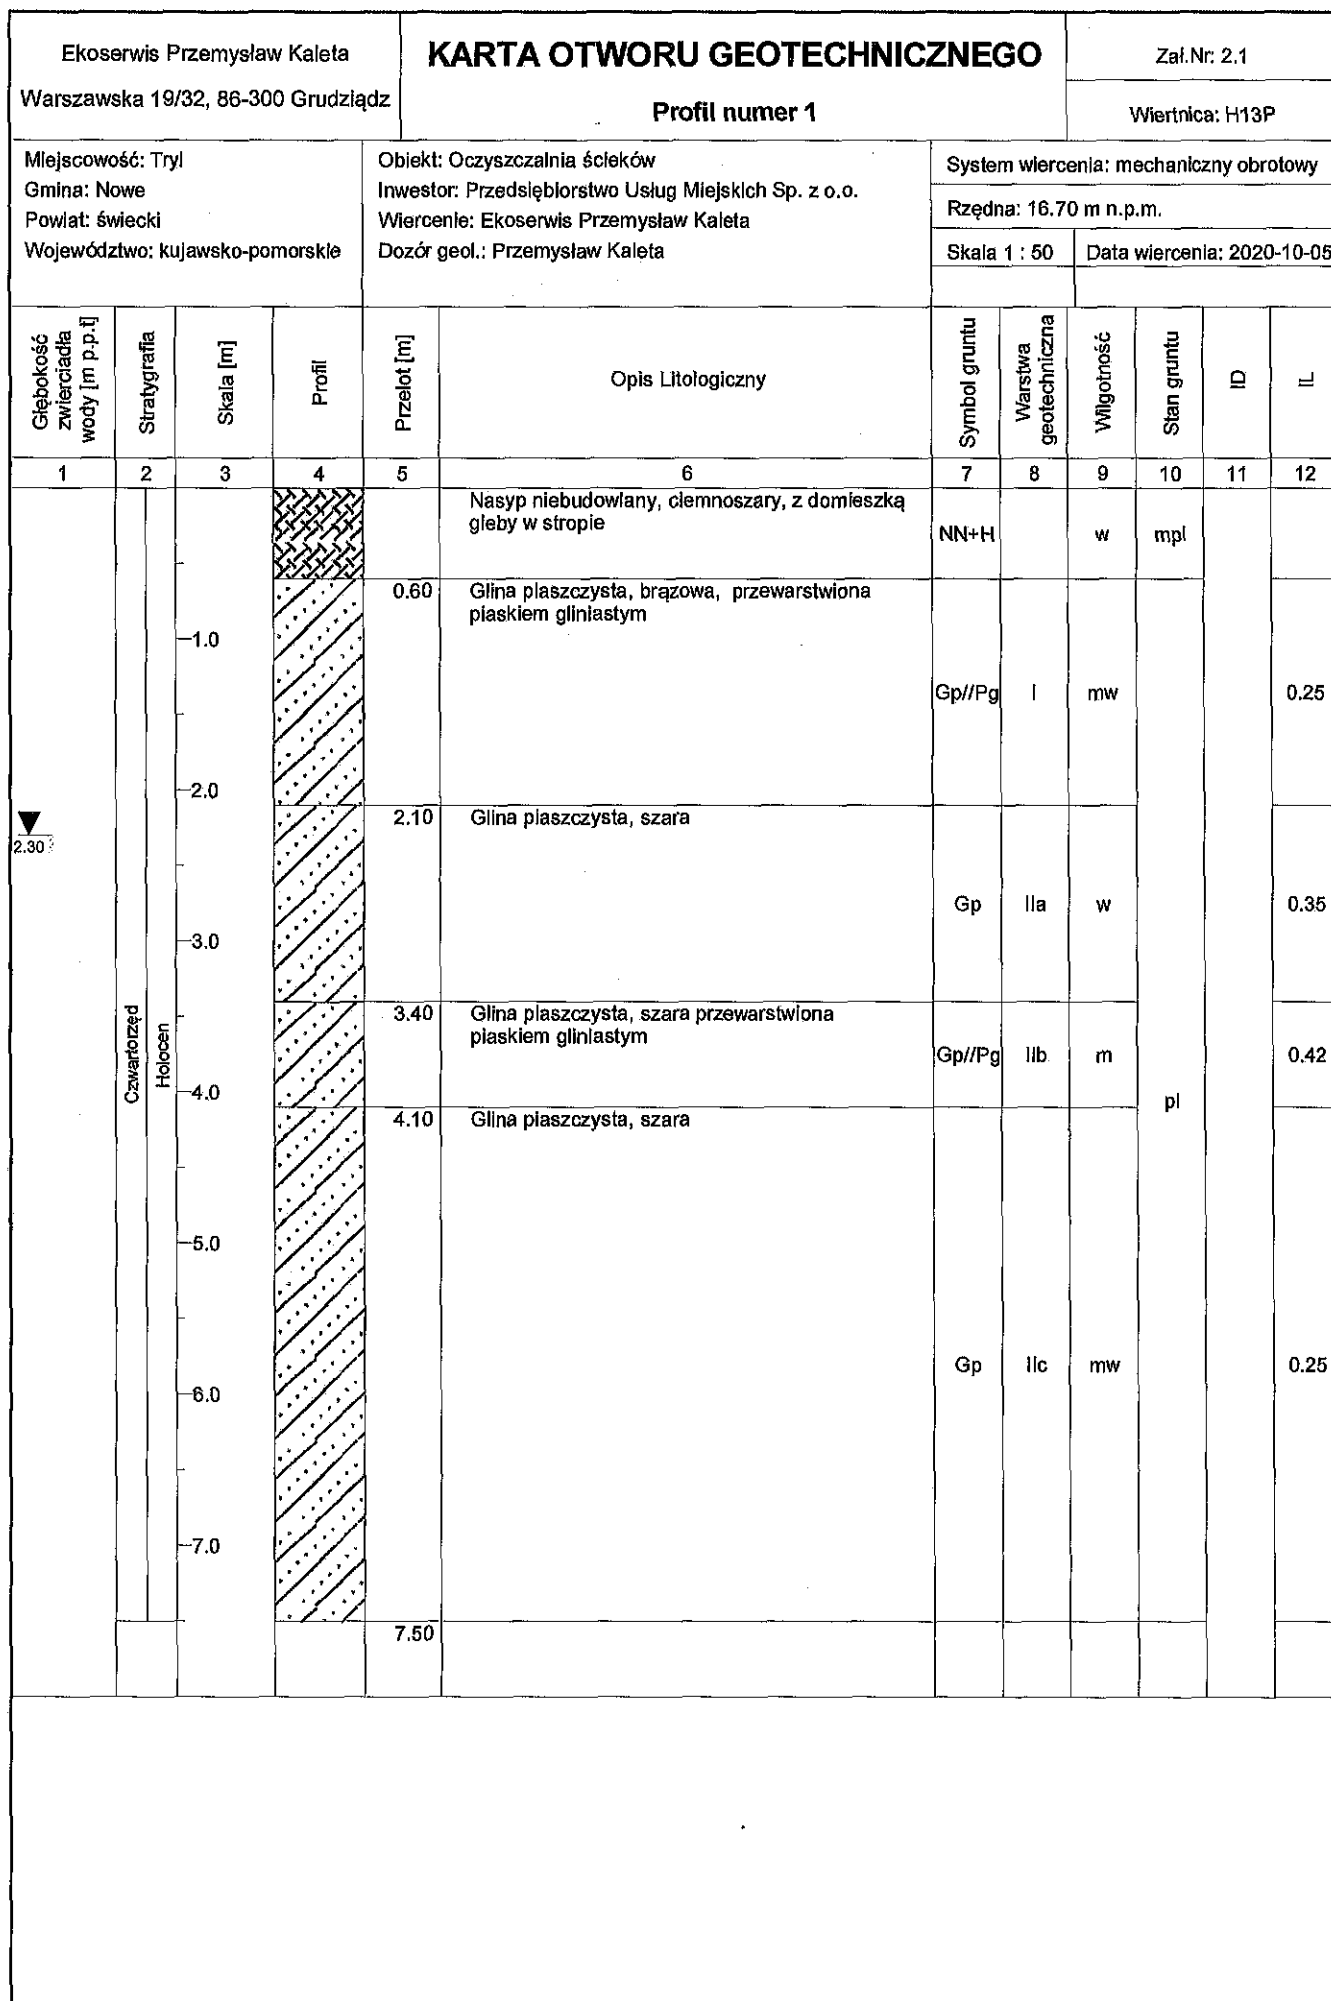 Ekoserwis Przemysław Kaleta
Warszawska 19/32, 86-300 Grudziądz
KARTA OTWORU GEOTECHNICZNEGO
Profil numer 1
Zał.Nr: 2.1
Wiertnica: H13P
Miejscowość: Tryl
Gmina: Nowe
Powiat: świecki
Województwo: kujawsko-pomorskie
Obiekt: Oczyszczalnia ścieków
Inwestor: Przedsiębiorstwo Usług Miejskich Sp. z o.o.
Wiercenie: Ekoserwis Przemysław Kaleta
Dozór geol.: Przemysław Kaleta
System wiercenia: mechaniczny obrotowy
Rzędna: 16.70 m n.p.m.
Skala 1 : 50
Data wiercenia: 2020-10-05
Głębokość
zwierciadła
wody [m p.p.t]
Stratygrafia
Skala [m]
Profil
Przelot [m]
Opis Litologiczny
Symbol gruntu
Warstwa
geotechniczna
Wilgotność
Stan gruntu
ID
IL
1 2 3 4 5 6 7 8 9 10 11 12
Nasyp niebudowlany, ciemnoszary, z domieszką
gleby w stropie
NN+H w mpl
0.60 Glina piaszczysta, brązowa, przewarstwiona
piaskiem gliniastym
1.0
Gp//Pg I mw 0.25
2.0
2.10 Glina piaszczysta, szara
2.30
Gp IIa w 0.35
3.0
3.40 Glina piaszczysta, szara przewarstwiona
piaskiem gliniastym
Gp//Pg IIb m 0.42
Czwartorzęd
Holocen
4.0
pl
4.10 Glina piaszczysta, szara
5.0
Gp IIc mw 0.25
6.0
7.0
7.50